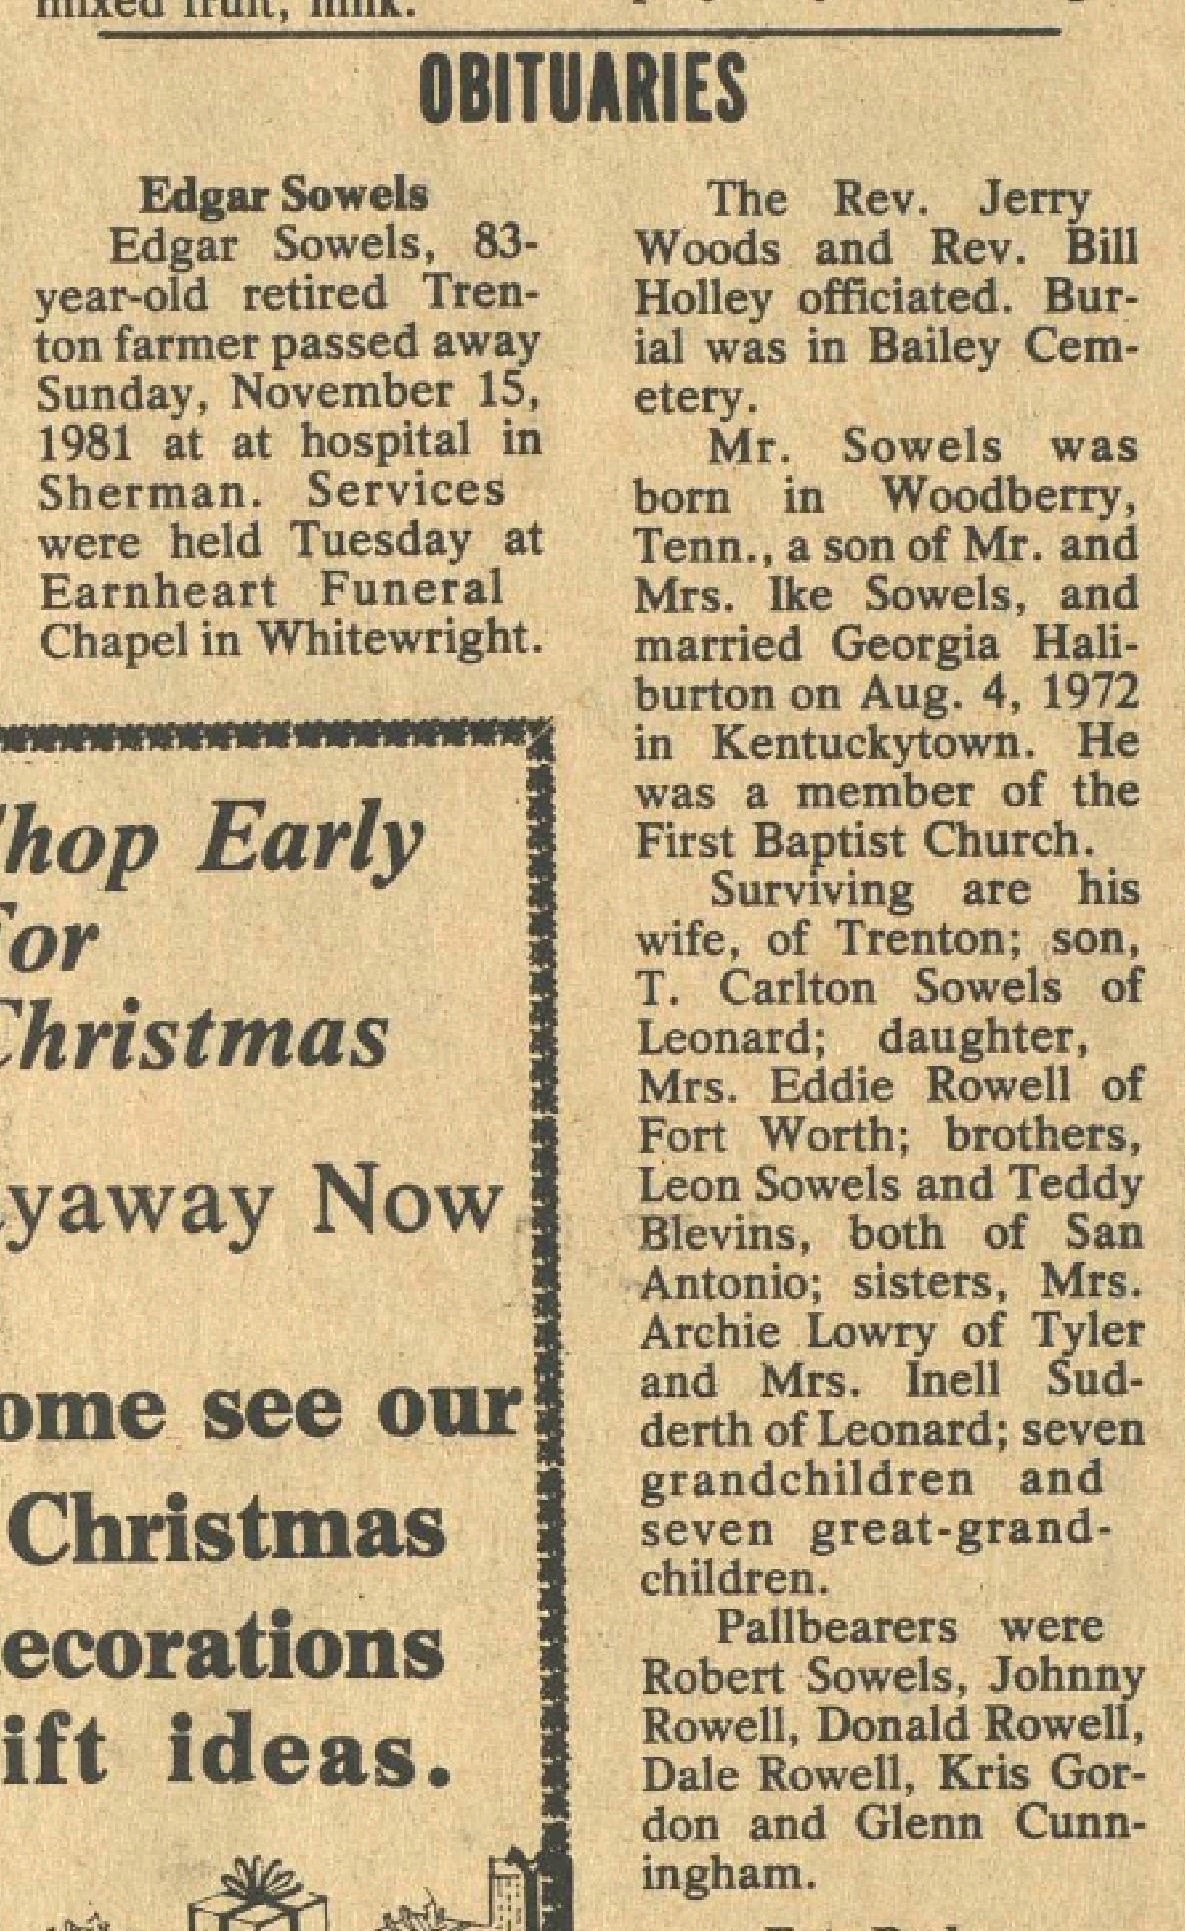 mixed fruit, milk.
OBITUARIES
Edgar Sowels
Edgar Sowels, 83-
year-old retired Tren-
ton farmer passed away
Sunday, November 15,
1981 at at hospital in
Sherman. Services
were held Tuesday at
Earnheart Funeral
Chapel in Whitewright.
The Rev. Jerry
Woods and Rev. Bill
Holley officiated. Bur-
ial was in Bailey Cem-
etery.
Mr. Sowels was
born in Woodberry,
Tenn., a son of Mr. and
Mrs. Ike Sowels, and
married Georgia Hali-
burton on Aug. 4, 1972
in Kentuckytown. He
was a member of the
First Baptist Church.
Surviving are his
wife, of Trenton; son,
T. Carlton Sowels of
Leonard; daughter,
Mrs. Eddie Rowell of
Fort Worth; brothers,
Leon Sowels and Teddy
Blevins, both of San
Antonio; sisters, Mrs.
Archie Lowry of Tyler
and Mrs. Inell Sud-
derth of Leonard; seven
grandchildren and
seven great-grand-
children.
Pallbearers were
Robert Sowels, Johnny
Rowell, Donald Rowell,
Dale Rowell, Kris Gor-
don and Glenn Cunn-
ingham.
hop Early
or
Christmas
yaway Now
ome see our
Christmas
ecorations
ift ideas.